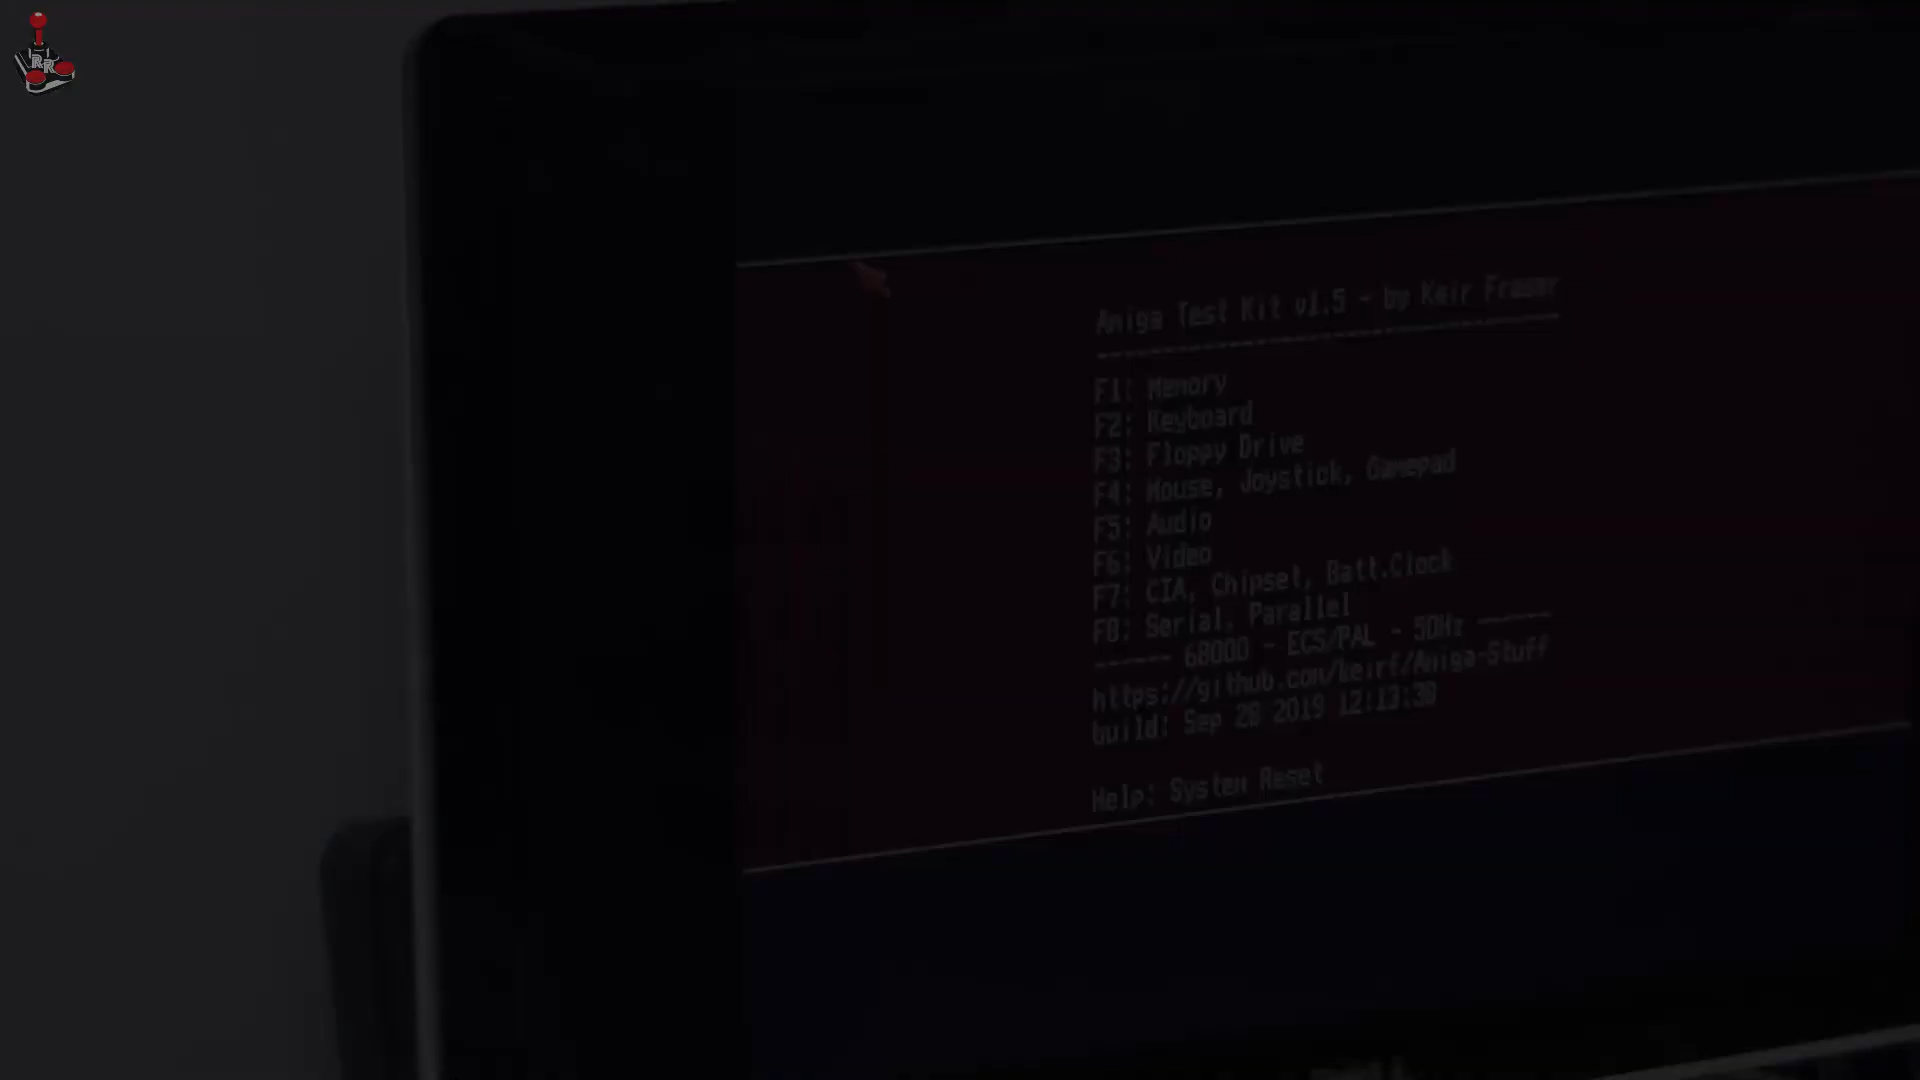 RR
Amiga Test Kit v1.5 - by Keir Fraser
F1: Memory
F2: Keyboard
F3: Floppy Drive
F4: Mouse, Joystick, Gamepad
F5: Audio
F6: Video
F7: CIA, Chipset, Batt.Clock
F8: Serial, Parallel
------ 68000 - ECS/PAL - 50Hz ------
https://github.com/keirf/Amiga-Stuff
build: Sep 28 2019 12:13:30
Help: System Reset